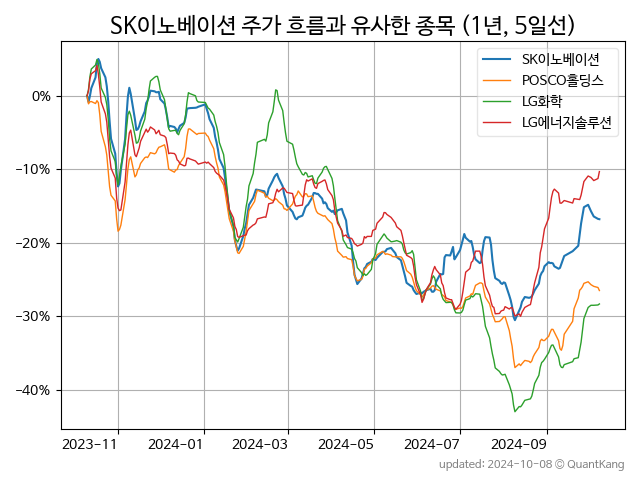 SK이노베이션 주가 흐름과 유사한 종목 (1년, 5일선)
SK이노베이션
POSCO홀딩스
LG화학
LG에너지솔루션
0%
−10%
−20%
−30%
−40%
2023−11 2024−01 2024−03 2024−05 2024−07 2024−09
updated: 2024-10-08 © QuantKang